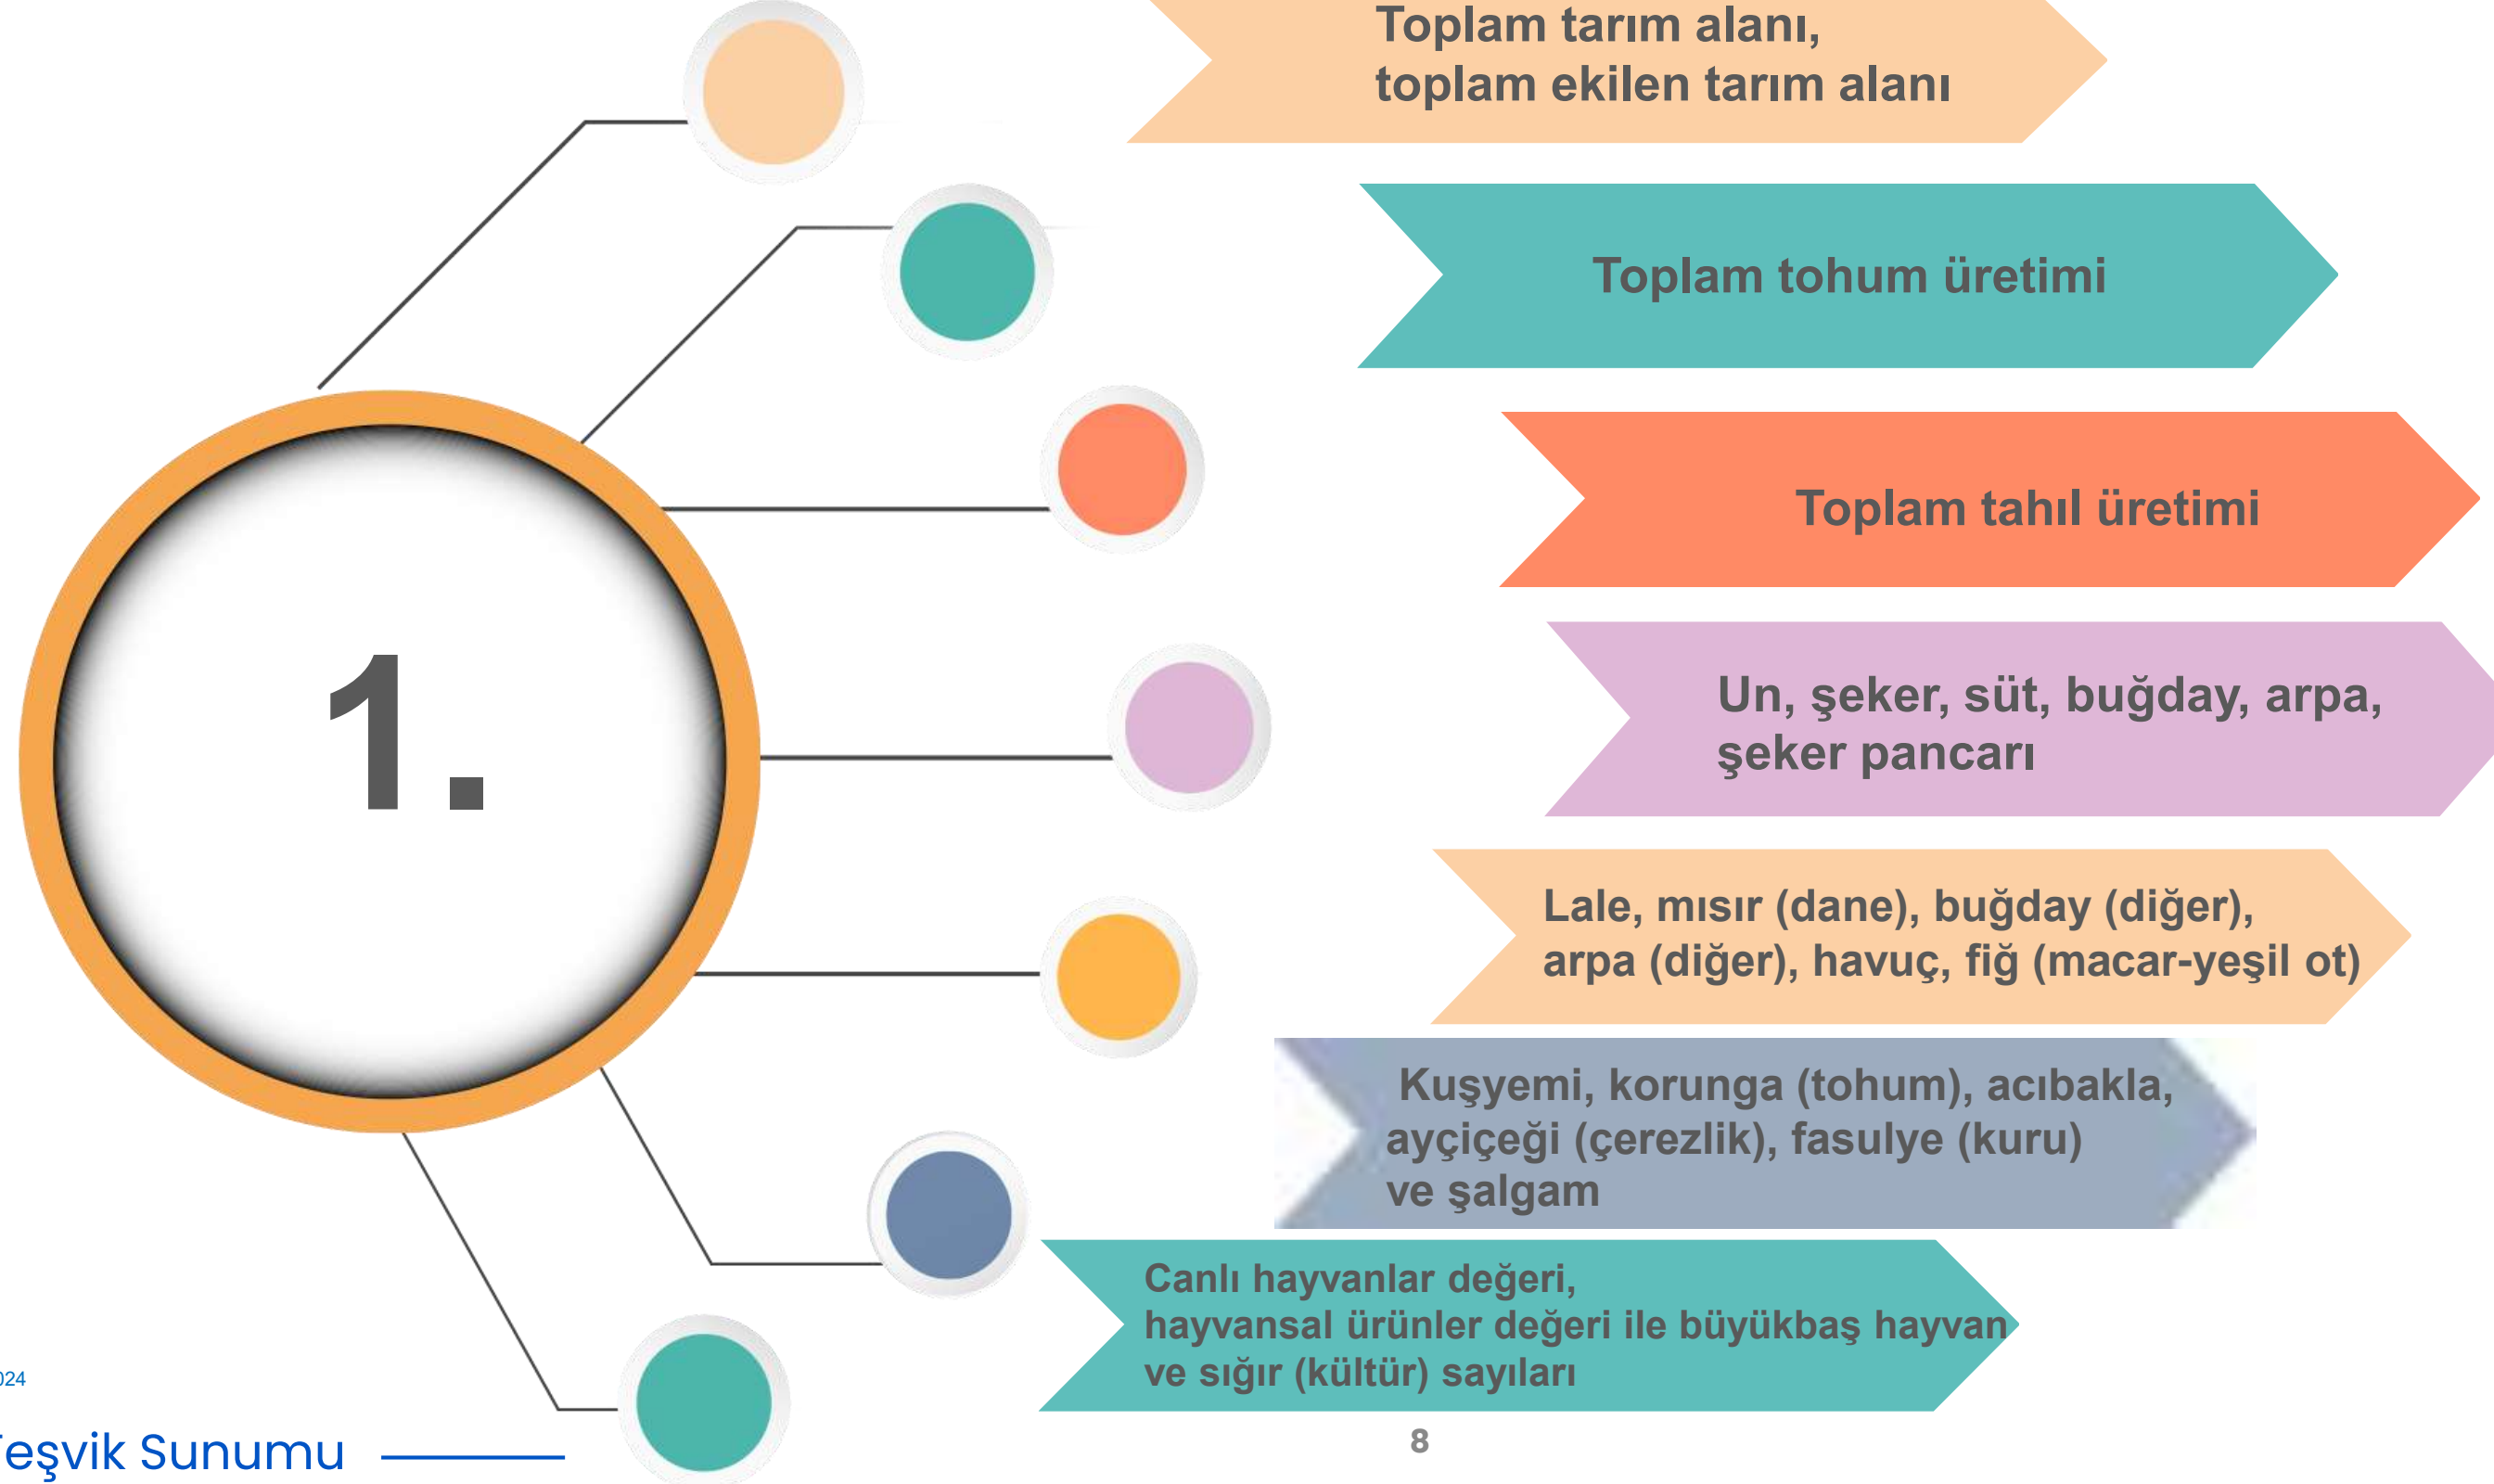 Toplam tarım alanı,
toplam ekilen tarım alanı
Toplam tohum üretimi
Toplam tahıl üretimi
1.
Un, şeker, süt, buğday, arpa,
şeker pancarı
Lale, mısır (dane), buğday (diğer),
arpa (diğer), havuç, fiğ (macar-yeşil ot)
Kuşyemi, korunga (tohum), acıbakla,
ayçiçeği (çerezlik), fasulye (kuru)
ve şalgam
Canlı hayvanlar değeri,
hayvansal ürünler değeri ile büyükbaş hayvan
ve sığır (kültür) sayıları
024
Teşvik Sunumu
8